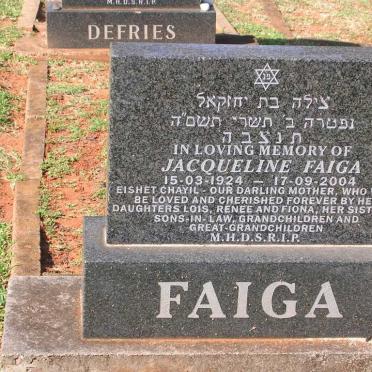 M.H.D.S.R.I.P.
DEFRIES
צילה בת יחזקאל
נפטרה ב תשרי תשס"ה
ת נ צ ב ה
IN LOVING MEMORY OF
JACQUELINE FAIGA
15-03-1924 — 17-09-2004
EISHET CHAYIL - OUR DARLING MOTHER, WHO
BE LOVED AND CHERISHED FOREVER BY HE
DAUGHTERS LOIS, RENEE AND FIONA, HER SIST
SONS-IN-LAW, GRANDCHILDREN AND
GREAT-GRANDCHILDREN
M.H.D.S.R.I.P.
FAIGA